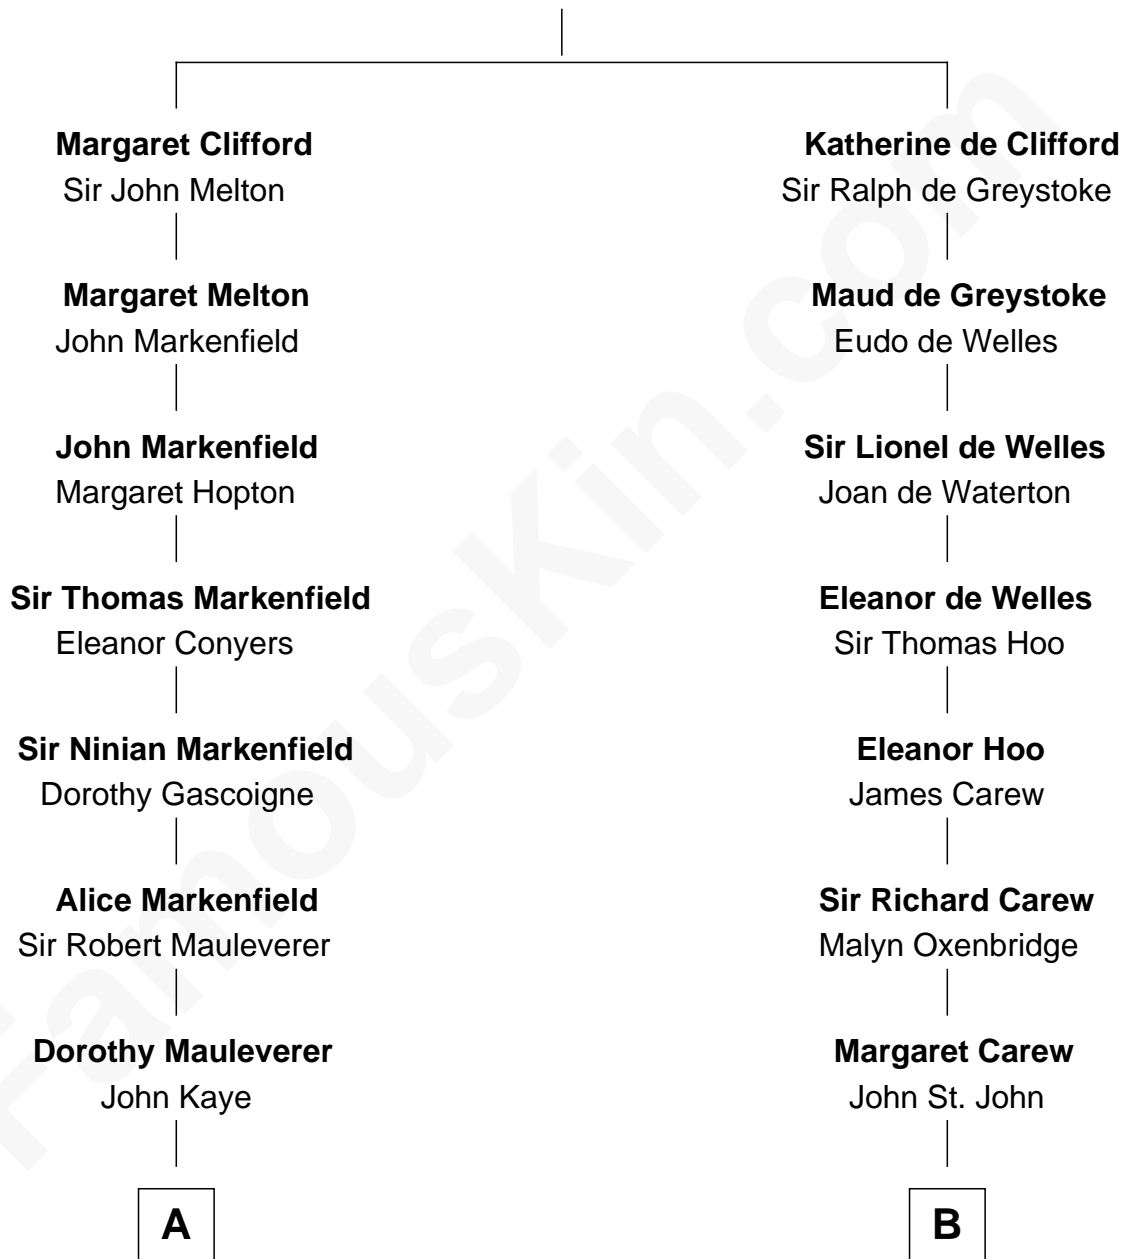 Margaret Clifford
Sir John Melton
Margaret Melton
John Markenfield
John Markenfield
Margaret Hopton
Sir Thomas Markenfield
Eleanor Conyers
Sir Ninian Markenfield
Dorothy Gascoigne
Alice Markenfield
Sir Robert Mauleverer
Dorothy Mauleverer
John Kaye
A
Katherine de Clifford
Sir Ralph de Greystoke
Maud de Greystoke
Eudo de Welles
Sir Lionel de Welles
Joan de Waterton
Eleanor de Welles
Sir Thomas Hoo
Eleanor Hoo
James Carew
Sir Richard Carew
Malyn Oxenbridge
Margaret Carew
John St. John
B
FamousKin.com